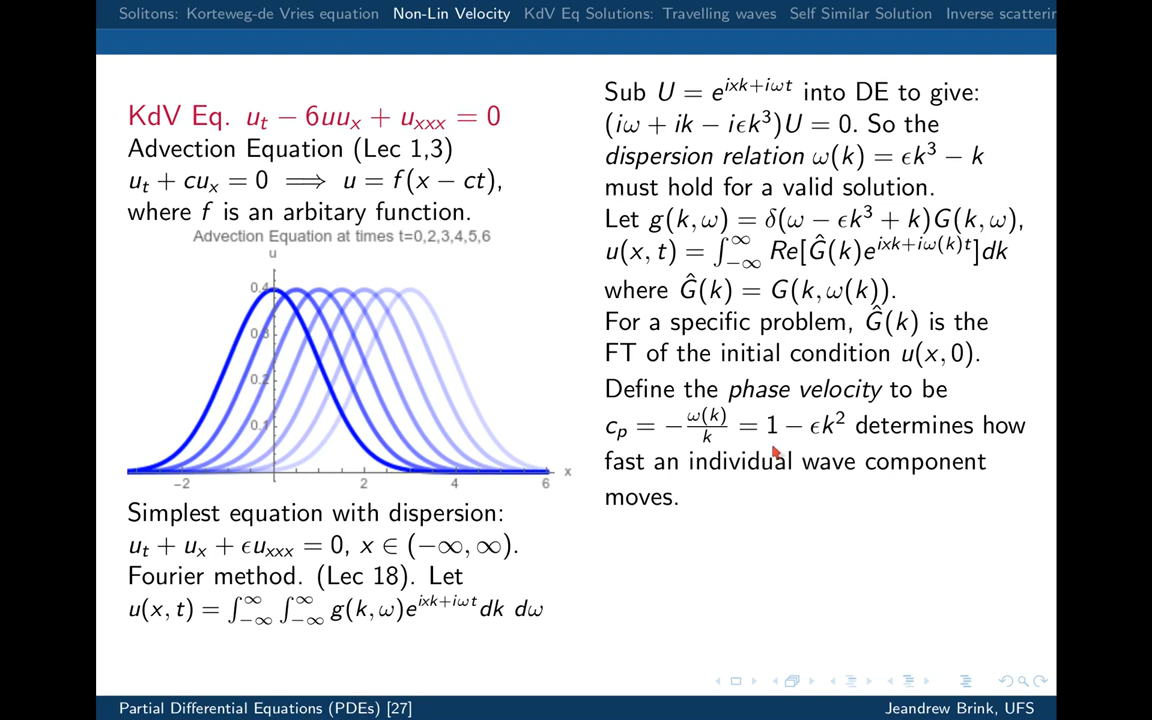 Solitons: Korteweg-de Vries equation Non-Lin Velocity KdV Eq Solutions: Travelling waves Self Similar Solution Inverse scatterin
KdV Eq. u_t − 6uu_x + u_xxx = 0
Advection Equation (Lec 1,3)
u_t + cu_x = 0 ⟹ u = f(x − ct),
where f is an arbitary function.
Advection Equation at times t=0,2,3,4,5,6
u
0.4
0.3
0.2
0.1
−2 2 4 6 x
Simplest equation with dispersion:
u_t + u_x + ϵu_xxx = 0, x ∈ (−∞, ∞).
Fourier method. (Lec 18). Let
u(x, t) = ∫_{−∞}^{∞} ∫_{−∞}^{∞} g(k, ω)e^{ixk+iωt}dk dω
Sub U = e^{ixk+iωt} into DE to give:
(iω + ik − iϵk³)U = 0. So the
dispersion relation ω(k) = ϵk³ − k
must hold for a valid solution.
Let g(k, ω) = δ(ω − ϵk³ + k)G(k, ω),
u(x, t) = ∫_{−∞}^{∞} Re[Ĝ(k)e^{ixk+iω(k)t}]dk
where Ĝ(k) = G(k, ω(k)).
For a specific problem, Ĝ(k) is the
FT of the initial condition u(x, 0).
Define the phase velocity to be
c_p = −ω(k)/k = 1 − ϵk² determines how
fast an individual wave component
moves.
Partial Differential Equations (PDEs) [27] Jeandrew Brink, UFS